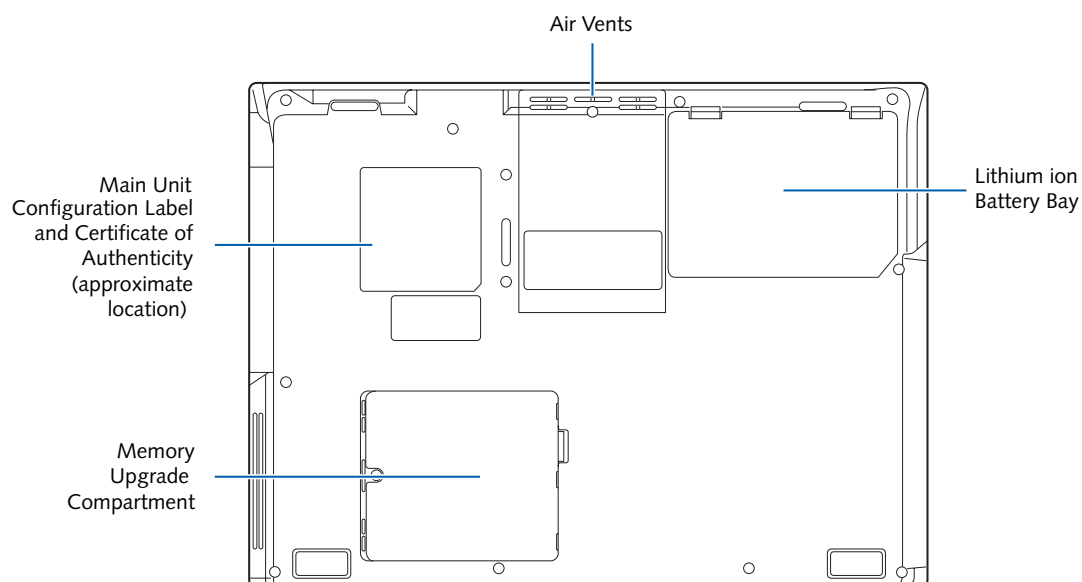 Air Vents
Main Unit
Configuration Label
and Certificate of
Authenticity
(approximate
location)
Lithium ion
Battery Bay
Memory
Upgrade
Compartment